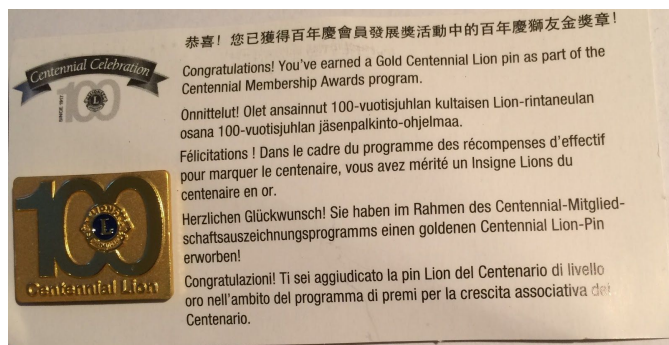 恭喜！您已獲得百年慶會員發展獎活動中的百年慶獅友金獎章！
Centennial Celebration
SINCE 1917
100
L
Congratulations! You've earned a Gold Centennial Lion pin as part of the
Centennial Membership Awards program.
Onnittelut! Olet ansainnut 100-vuotisjuhlan kultaisen Lion-rintaneulan
osana 100-vuotisjuhlan jäsenpalkinto-ohjelmaa.
Félicitations ! Dans le cadre du programme des récompenses d'effectif
pour marquer le centenaire, vous avez mérité un Insigne Lions du
centenaire en or.
Herzlichen Glückwunsch! Sie haben im Rahmen des Centennial-Mitglied-
schaftsauszeichnungsprogramms einen goldenen Centennial Lion-Pin
erworben!
Congratulazioni! Ti sei aggiudicato la pin Lion del Centenario di livello
oro nell'ambito del programma di premi per la crescita associativa del
Centenario.
100
L
Centennial Lion